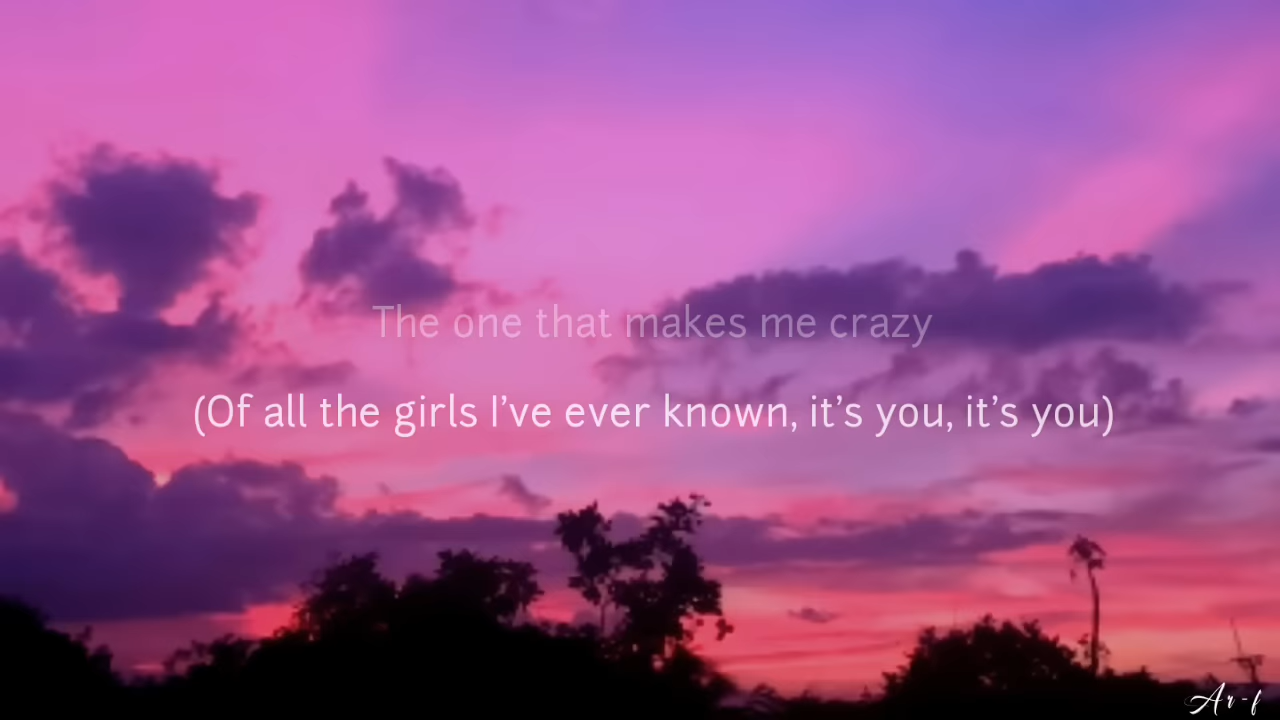 The one that makes me crazy
(Of all the girls I’ve ever known, it’s you, it’s you)
Ar-f